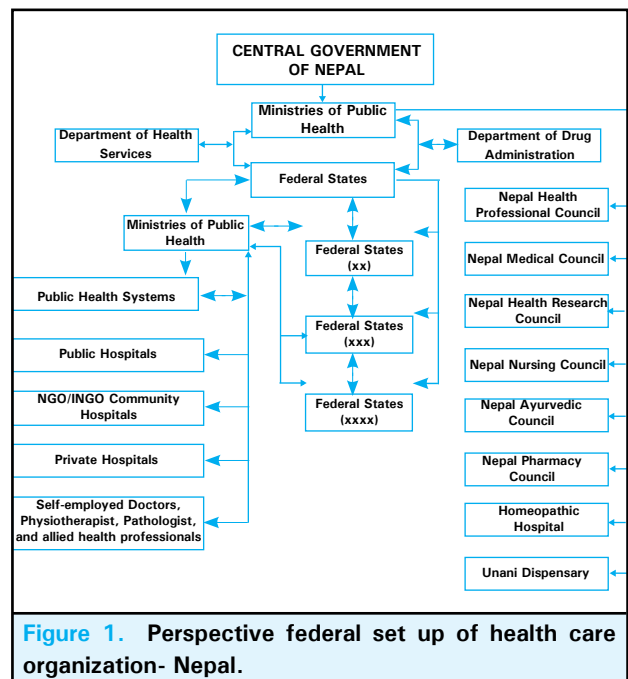 CENTRAL GOVERNMENT
OF NEPAL
Ministries of Public
Health
Department of Health
Services
Department of Drug
Administration
Federal States
Ministries of Public
Health
Federal States
(xx)
Federal States
(xxx)
Federal States
(xxxx)
Public Health Systems
Public Hospitals
NGO/INGO Community
Hospitals
Private Hospitals
Self-employed Doctors,
Physiotherapist, Pathologist,
and allied health professionals
Nepal Health
Professional Council
Nepal Medical Council
Nepal Health Research
Council
Nepal Nursing Council
Nepal Ayurvedic
Council
Nepal Pharmacy
Council
Homeopathic
Hospital
Unani Dispensary
Figure 1. Perspective federal set up of health care
organization- Nepal.